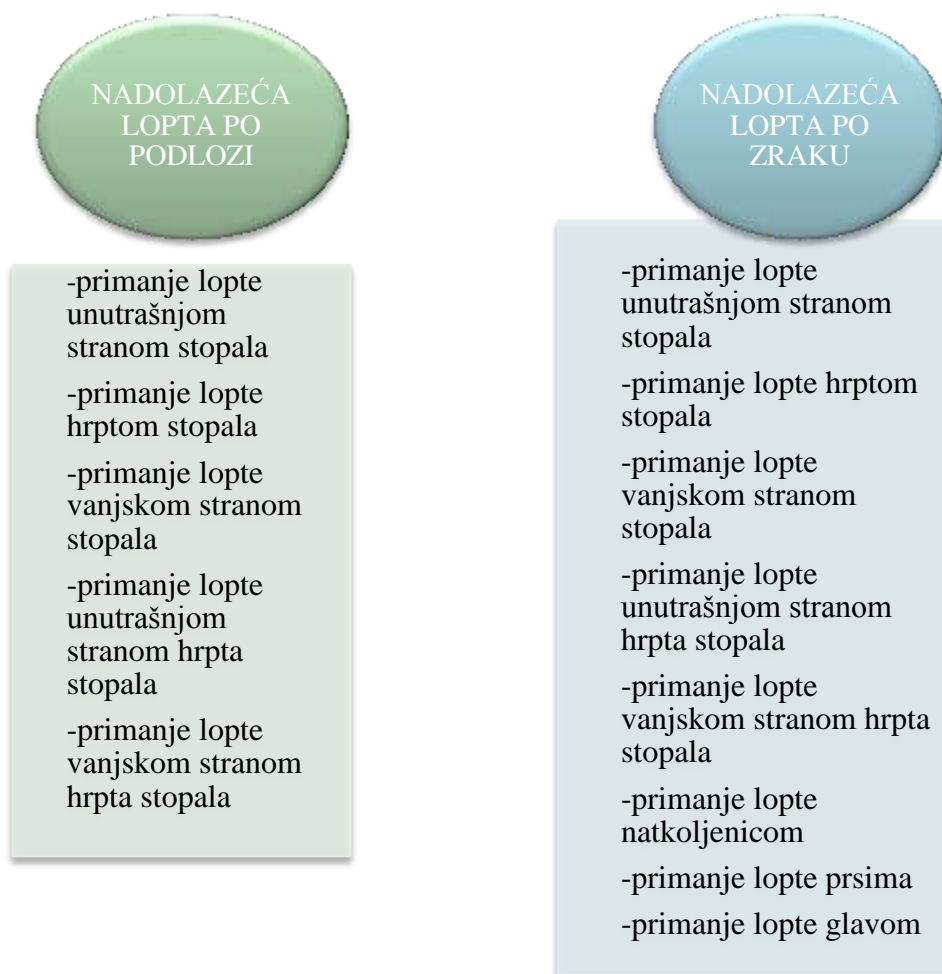 NADOLAZEĆA
LOPTA PO
PODLOZI
-primanje lopte
unutrašnjom
stranom stopala
-primanje lopte
hrptom stopala
-primanje lopte
vanjskom stranom
stopala
-primanje lopte
unutrašnjom
stranom hrpta
stopala
-primanje lopte
vanjskom stranom
hrpta stopala
NADOLAZEĆA
LOPTA PO
ZRAKU
-primanje lopte
unutrašnjom stranom
stopala
-primanje lopte hrptom
stopala
-primanje lopte
vanjskom stranom
stopala
-primanje lopte
unutrašnjom stranom
hrpta stopala
-primanje lopte
vanjskom stranom hrpta
stopala
-primanje lopte
natkoljenicom
-primanje lopte prsima
-primanje lopte glavom